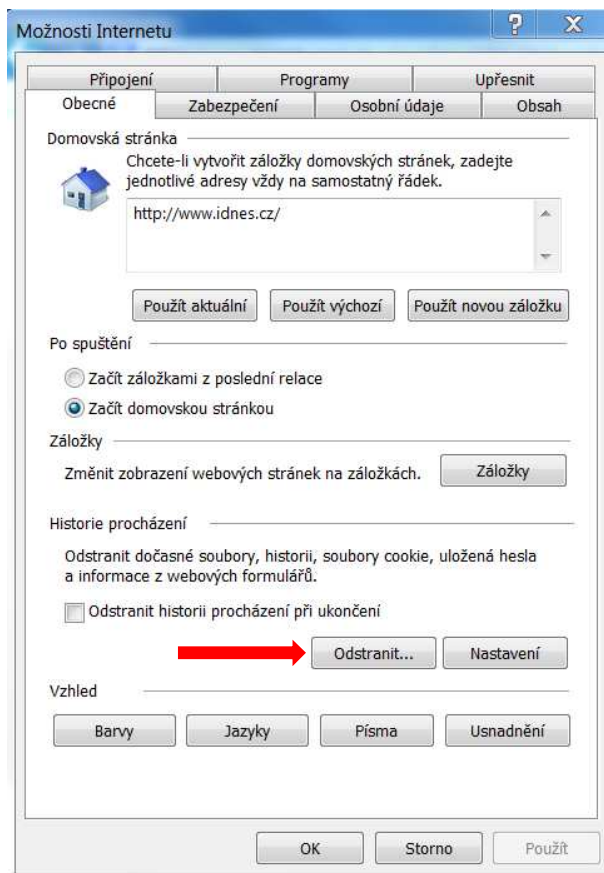 Možnosti Internetu
?
X
Připojení
Programy
Upřesnit
Obecné
Zabezpečení
Osobní údaje
Obsah
Domovská stránka
Chcete-li vytvořit záložky domovských stránek, zadejte
jednotlivé adresy vždy na samostatný řádek.
http://www.idnes.cz/
Použít aktuální
Použít výchozí
Použít novou záložku
Po spuštění
Začít záložkami z poslední relace
Začít domovskou stránkou
Záložky
Změnit zobrazení webových stránek na záložkách.
Záložky
Historie procházení
Odstranit dočasné soubory, historii, soubory cookie, uložená hesla
a informace z webových formulářů.
Odstranit historii procházení při ukončení
Odstranit...
Nastavení
Vzhled
Barvy
Jazyky
Písma
Usnadnění
OK
Storno
Použít